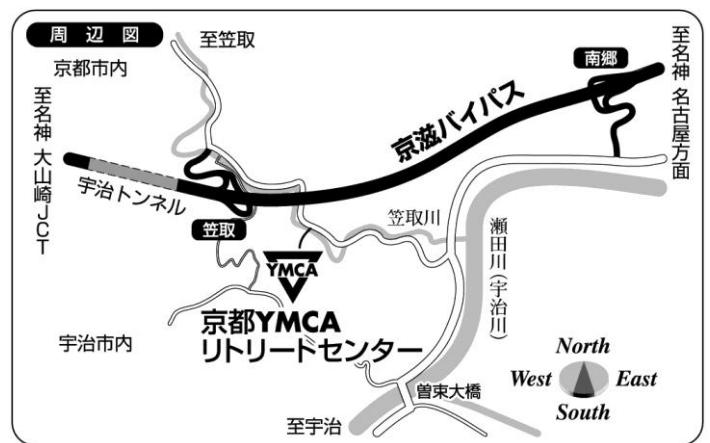 周辺図
至笠取
京都市内
至名神 大山崎JCT
宇治トンネル
笠取
京滋バイパス
南郷
至名神 名古屋方面
笠取川
瀬田川(宇治川)
YMCA
京都YMCA
リトリートセンター
宇治市内
曽束大橋
至宇治
North
West East
South